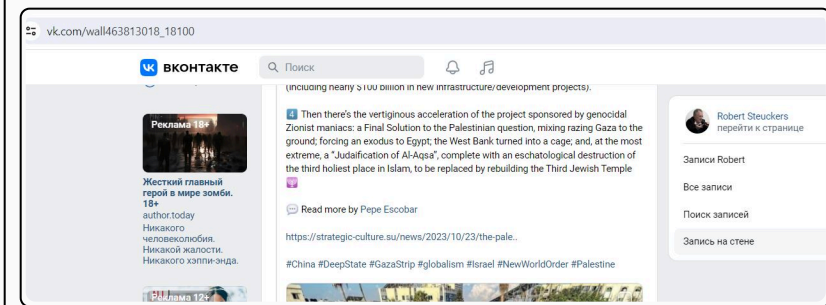 vk.com/wall463813018_18100
вконтакте
Поиск
(including nearly $100 billion in new infrastructure/development projects).
4 Then there's the vertiginous acceleration of the project sponsored by genocidal
Zionist maniacs: a Final Solution to the Palestinian question, mixing razing Gaza to the
ground; forcing an exodus to Egypt; the West Bank turned into a cage; and, at the most
extreme, a "Judaification of Al-Aqsa", complete with an eschatological destruction of
the third holiest place in Islam, to be replaced by rebuilding the Third Jewish Temple
Read more by Pepe Escobar
https://strategic-culture.su/news/2023/10/23/the-pale..
#China #DeepState #GazaStrip #globalism #Israel #NewWorldOrder #Palestine
Реклама 18+
Жесткий главный
герой в мире зомби.
18+
author.today
Никакого
человеколюбия.
Никакой жалости.
Никакого хэппи-энда.
Реклама 12+
Robert Steuckers
перейти к странице
Записи Robert
Все записи
Поиск записей
Запись на стене